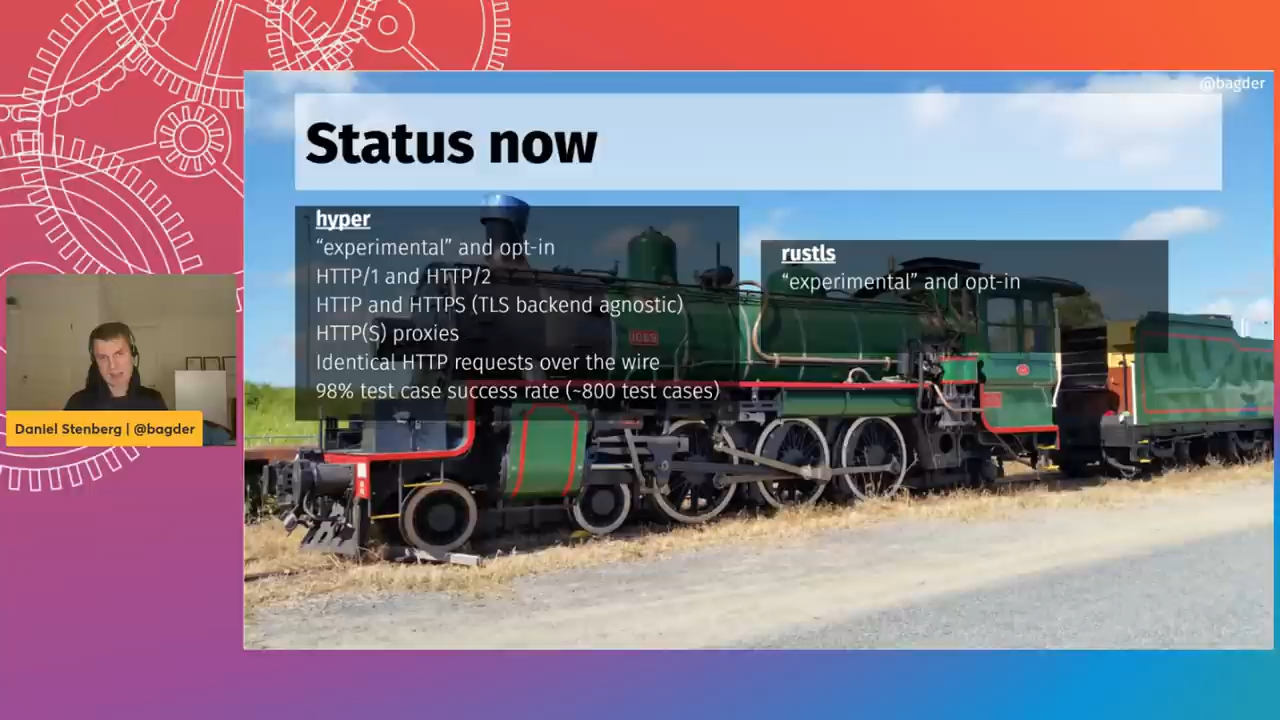 @bagder
Status now
hyper
“experimental” and opt-in
HTTP/1 and HTTP/2
HTTP and HTTPS (TLS backend agnostic)
HTTP(S) proxies
Identical HTTP requests over the wire
98% test case success rate (~800 test cases)
rustls
“experimental” and opt-in
1089
Daniel Stenberg | @bagder